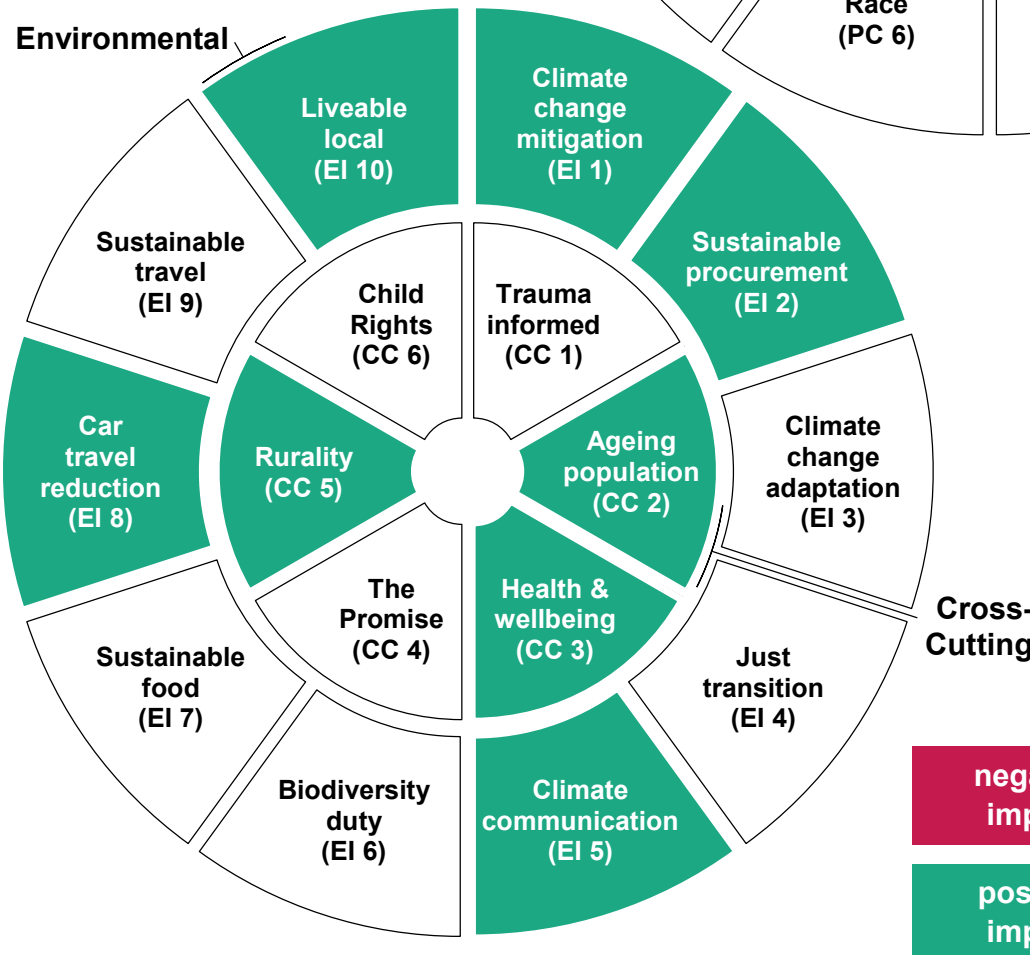 Environmental
Race
(PC 6)
Liveable
local
(EI 10)
Climate
change
mitigation
(EI 1)
Sustainable
procurement
(EI 2)
Sustainable
travel
(EI 9)
Child
Rights
(CC 6)
Trauma
informed
(CC 1)
Car
travel
reduction
(EI 8)
Rurality
(CC 5)
Ageing
population
(CC 2)
Climate
change
adaptation
(EI 3)
The
Promise
(CC 4)
Health &
wellbeing
(CC 3)
Cross-
Cutting
Sustainable
food
(EI 7)
Just
transition
(EI 4)
Biodiversity
duty
(EI 6)
Climate
communication
(EI 5)